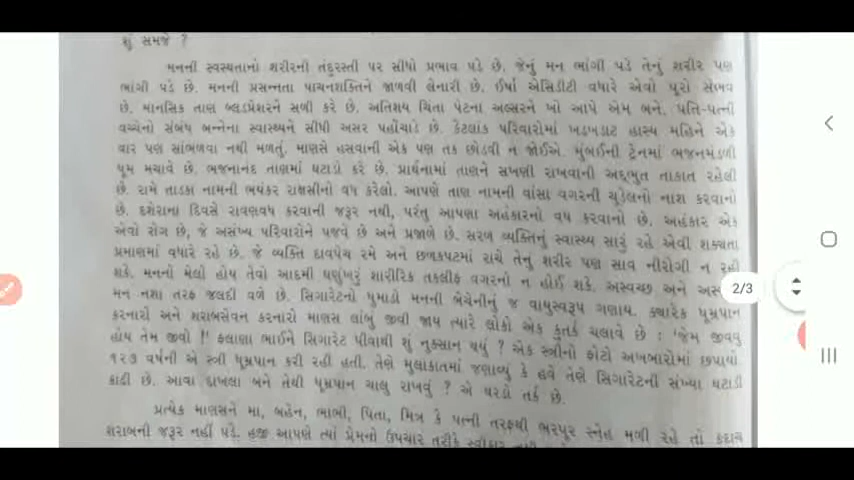 શું સમજે ?
મનની સ્વસ્થતાનો શરીરની તંદુરસ્તી પર સીધો પ્રભાવ પડે છે. જેનું મન ભાંગી પડે તેનું શરીર પણ
ભાંગી પડે છે. મનની પ્રસન્નતા પાચનશક્તિને જાળવી લેનારી છે. ઈર્ષા એસિડીટી વધારે એવો પૂરો સંભવ
છે. માનસિક તાણ બ્લડપ્રેશરને સળી કરે છે. અતિશય ચિંતા પેટના અલ્સરને ખો આપે એમ બને. પતિ-પત્ની
વચ્ચેનો સંબંધ બન્નેના સ્વાસ્થ્યને સીધી અસર પહોંચાડે છે. કેટલાંક પરિવારોમાં ખડખડાટ હાસ્ય મહિને એક
વાર પણ સાંભળવા નથી મળતું. માણસે હસવાની એક પણ તક છોડવી ન જોઈએ. મુંબઈની ટ્રેનમાં ભજનમંડળી
ધૂમ મચાવે છે. ભજનાનંદ તાણમાં ઘટાડો કરે છે. પ્રાર્થનામાં તાણને સખણી રાખવાની અદ્ભુત તાકાત રહેલી
છે. રામે તાડકા નામની ભયંકર રાક્ષસીનો વધ કરેલો. આપણે તાણ નામની વાંસા વગરની ચૂડેલનો નાશ કરવાનો
છે. દશેરાના દિવસે રાવણવધ કરવાની જરૂર નથી, પરંતુ આપણા અહંકારનો વધ કરવાનો છે. અહંકાર એક
એવો રોગ છે, જે અસંખ્ય પરિવારોને પજવે છે અને પ્રજાળે છે. સરળ વ્યક્તિનું સ્વાસ્થ્ય સારું રહે એવી શક્યતા
પ્રમાણમાં વધારે રહે છે. જે વ્યક્તિ દાવપેચ રમે અને છળકપટમાં રાચે તેનું શરીર પણ સાવ નીરોગી ન રહી
શકે. મનનો મેલો હોય તેવો આદમી ઘણુંખરું શારીરિક તકલીફ વગરનો ન હોઈ શકે. અસ્વચ્છ અને
મન નશા તરફ જલદી વળે છે. સિગારેટનો ધુમાડો મનની બેચેનીનું જ વાયુસ્વરૂપ ગણાય. ક્યારેક ધૂમ્રપાન
કરનારો અને શરાબસેવન કરનારો માણસ લાંબુ જીવી જાય ત્યારે લોકો એક કુતર્ક ચલાવે છે : 'જેમ જીવવું
હોય તેમ જીવો !' ફલાણા ભાઈને સિગારેટ પીવાથી શું નુકસાન થયું ? એક સ્ત્રીનો ફોટો અખબારોમાં છપાયો
૧૨૭ વર્ષની એ સ્ત્રી ધૂમ્રપાન કરી રહી હતી. તેણે મુલાકાતમાં જણાવ્યું કે હવે તેણે સિગારેટની સંખ્યા ઘટાડી
કાઢી છે. આવા દાખલા બને તેથી ધૂમ્રપાન ચાલુ રાખવું ? એ ઘરડો તર્ક છે.
પ્રત્યેક માણસને મા, બહેન, ભાભી, પિતા, મિત્ર કે પત્ની તરફથી ભરપૂર સ્નેહ મળી રહે તો કદાચ
શરાબની જરૂર નહીં પડે. હજી આપણે ત્યાં પ્રેમનો ઉપચાર તરીકે સ્વીકાર
2/3